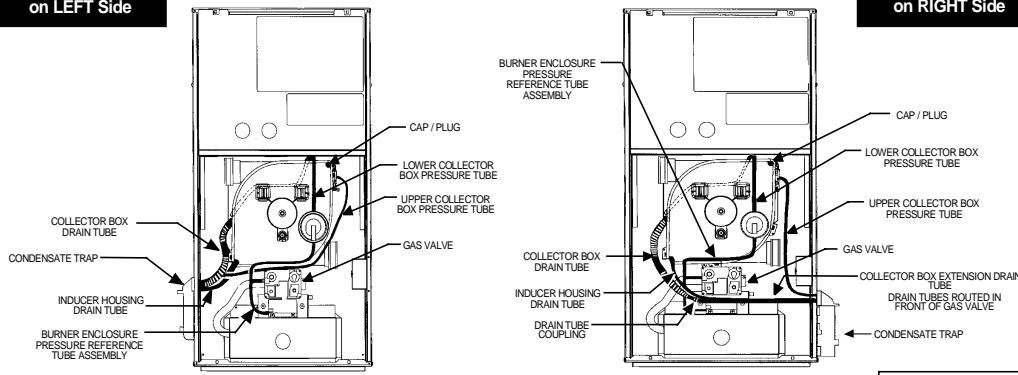 on LEFT Side
CAP / PLUG
LOWER COLLECTOR
BOX PRESSURE TUBE
UPPER COLLECTOR
BOX PRESSURE TUBE
GAS VALVE
COLLECTOR BOX
DRAIN TUBE
CONDENSATE TRAP
INDUCER HOUSING
DRAIN TUBE
BURNER ENCLOSURE
PRESSURE REFERENCE
TUBE ASSEMBLY
on RIGHT Side
BURNER ENCLOSURE
PRESSURE
REFERENCE TUBE
ASSEMBLY
CAP / PLUG
LOWER COLLECTOR BOX
PRESSURE TUBE
UPPER COLLECTOR BOX
PRESSURE TUBE
GAS VALVE
COLLECTOR BOX
DRAIN TUBE
COLLECTOR BOX EXTENSION DRAIN
TUBE
DRAIN TUBES ROUTED IN
FRONT OF GAS VALVE
INDUCER HOUSING
DRAIN TUBE
DRAIN TUBE
COUPLING
CONDENSATE TRAP